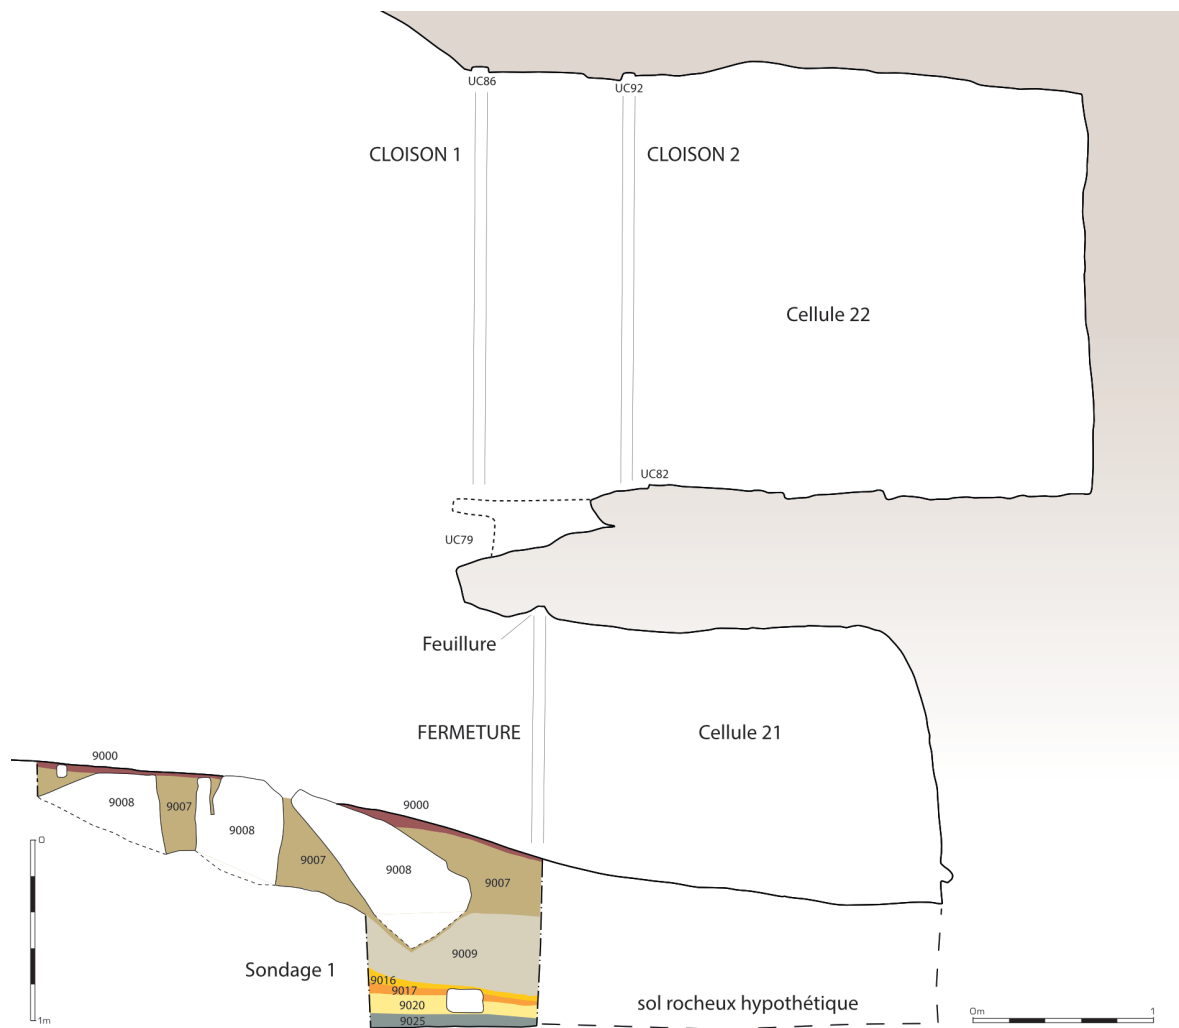 UC86
UC92
CLOISON 1
CLOISON 2
Cellule 22
UC82
UC79
Feuillure
FERMETURE
Cellule 21
9000
9008
9007
9008
9000
9007
9008
9007
9009
Sondage 1
9016
9017
9020
9025
sol rocheux hypothétique
0
1m
0m
1